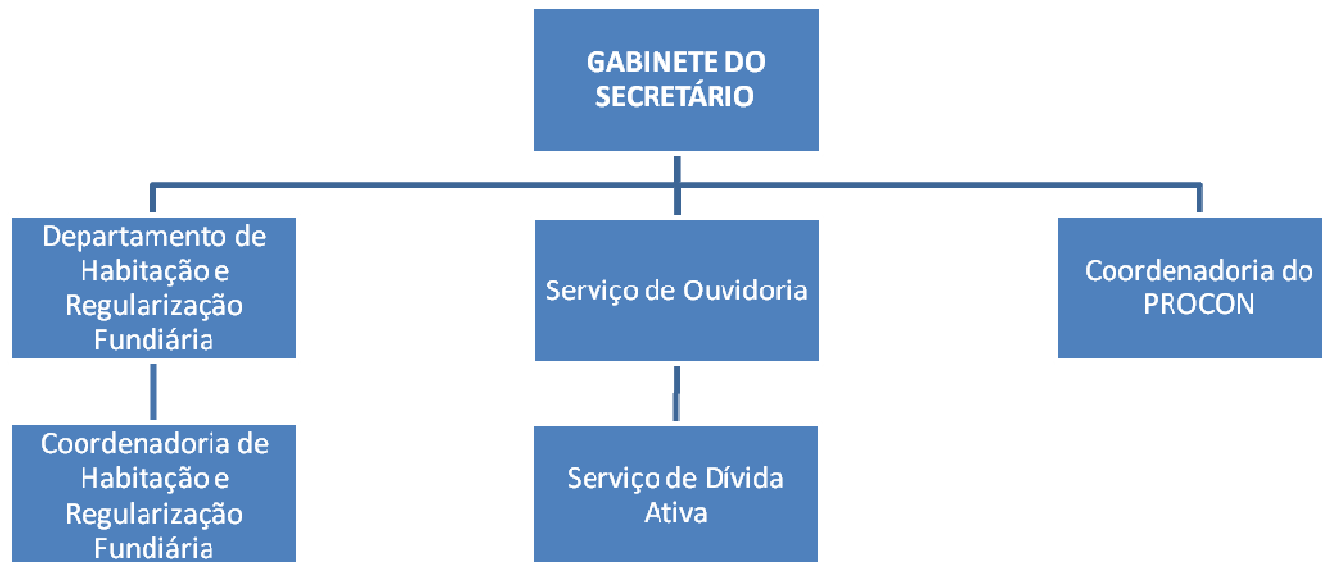 GABINETE DO
SECRETÁRIO
Departamento de
Habitação e
Regularização
Fundiária
Serviço de Ouvidoria
Coordenadoria do
PROCON
Coordenadoria de
Habitação e
Regularização
Fundiária
Serviço de Dívida
Ativa